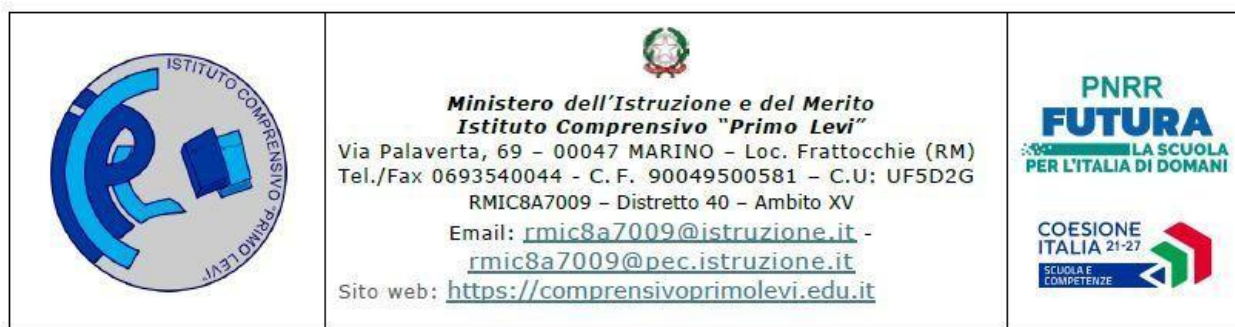 ISTITUTO COMPRENSIVO "PRIMO LEVI"
Ministero dell'Istruzione e del Merito
Istituto Comprensivo "Primo Levi"
Via Palaverta, 69 – 00047 MARINO – Loc. Frattocchie (RM)
Tel./Fax 0693540044 - C. F. 90049500581 – C.U: UF5D2G
RMIC8A7009 – Distretto 40 – Ambito XV
Email: rmic8a7009@istruzione.it -
rmic8a7009@pec.istruzione.it
Sito web: https://comprensivoprimolevi.edu.it
PNRR
FUTURA
LA SCUOLA
PER L'ITALIA DI DOMANI
COESIONE
ITALIA 21-27
SCUOLA E
COMPETENZE